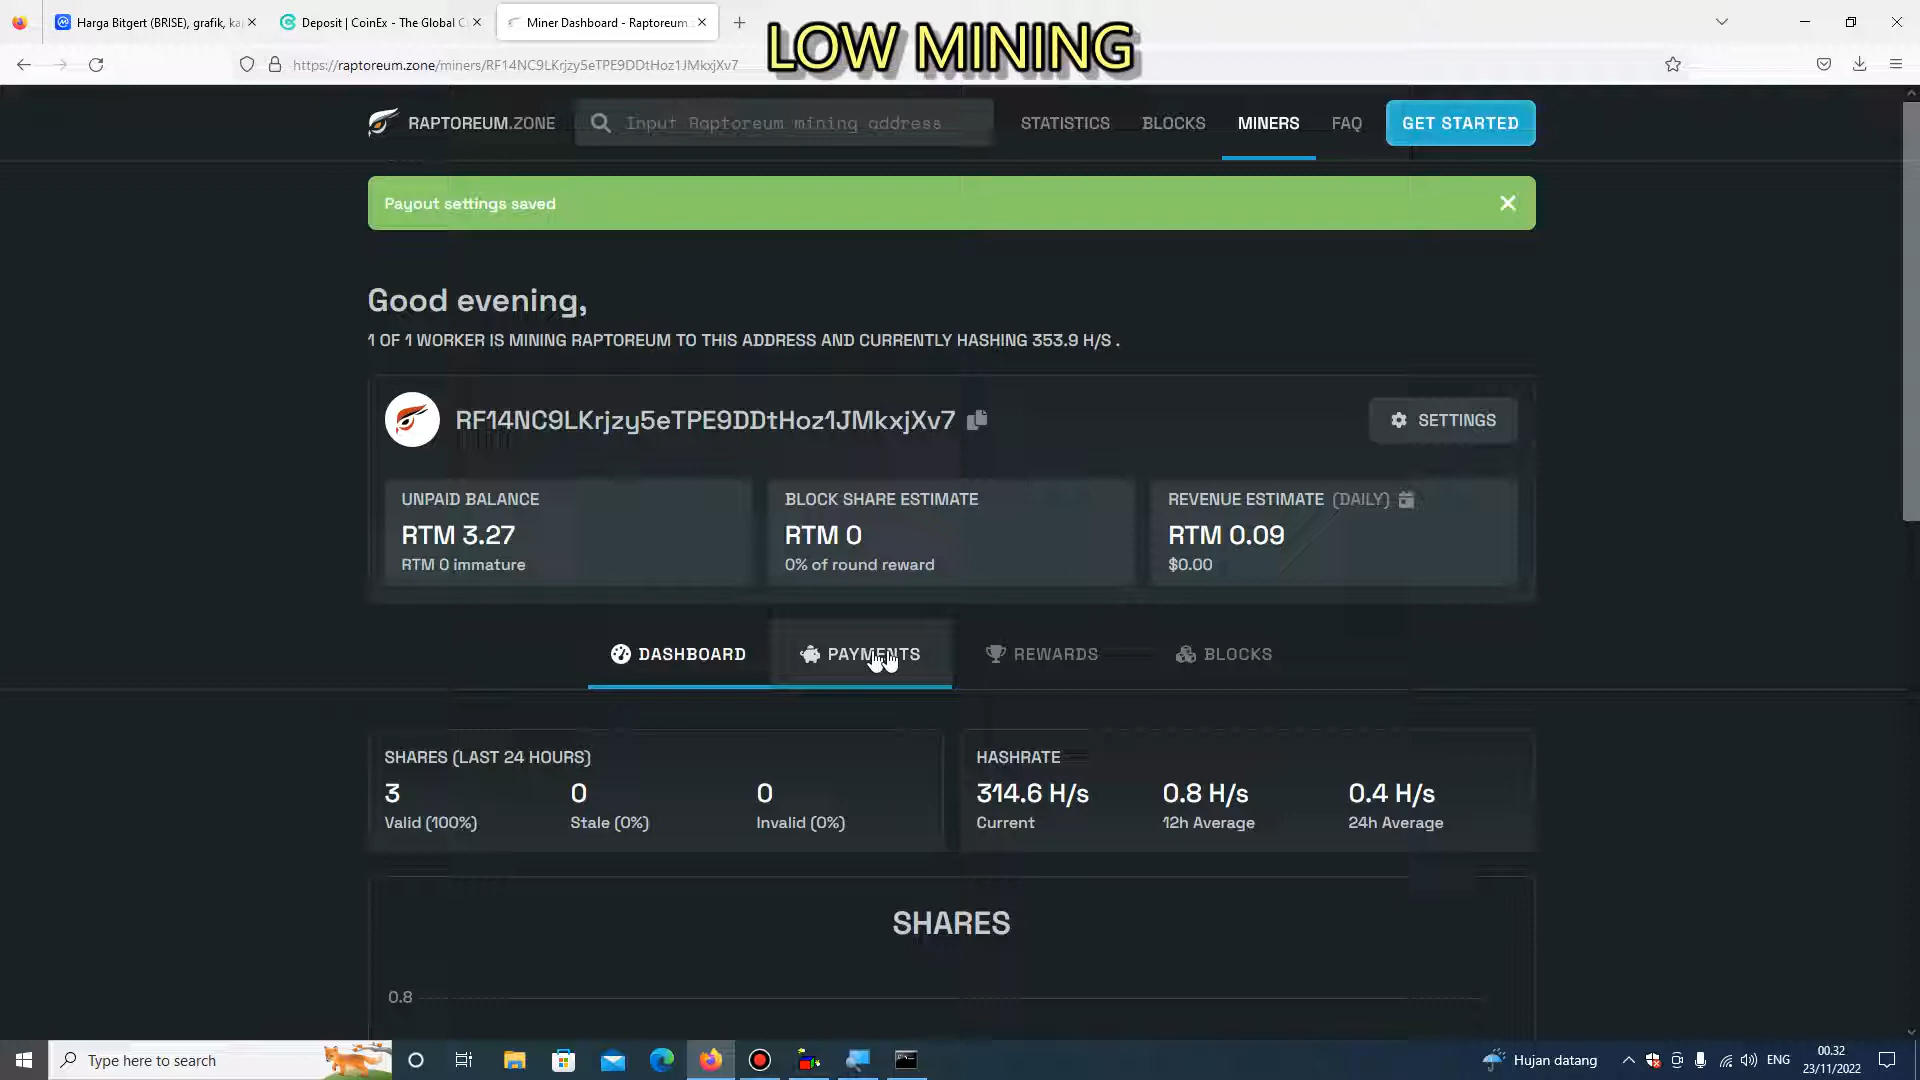 Harga Bitgert (BRISE), grafik, ka
Deposit | CoinEx - The Global C
Miner Dashboard - Raptoreum
LOW MINING
https://raptoreum.zone/miners/RF14NC9LKrjzy5eTPE9DDtHoz1JMkxjXv7
RAPTOREUM.ZONE
Input Raptoreum mining address
STATISTICS
BLOCKS
MINERS
FAQ
GET STARTED
Payout settings saved
Good evening,
1 OF 1 WORKER IS MINING RAPTOREUM TO THIS ADDRESS AND CURRENTLY HASHING 353.9 H/S .
RF14NC9LKrjzy5eTPE9DDtHoz1JMkxjXv7
SETTINGS
UNPAID BALANCE
RTM 3.27
RTM 0 immature
BLOCK SHARE ESTIMATE
RTM 0
0% of round reward
REVENUE ESTIMATE (DAILY)
RTM 0.09
$0.00
DASHBOARD
PAYMENTS
REWARDS
BLOCKS
SHARES (LAST 24 HOURS)
3
Valid (100%)
0
Stale (0%)
0
Invalid (0%)
HASHRATE
314.6 H/s
Current
0.8 H/s
12h Average
0.4 H/s
24h Average
SHARES
0.8
Type here to search
Hujan datang
ENG
00.32
23/11/2022